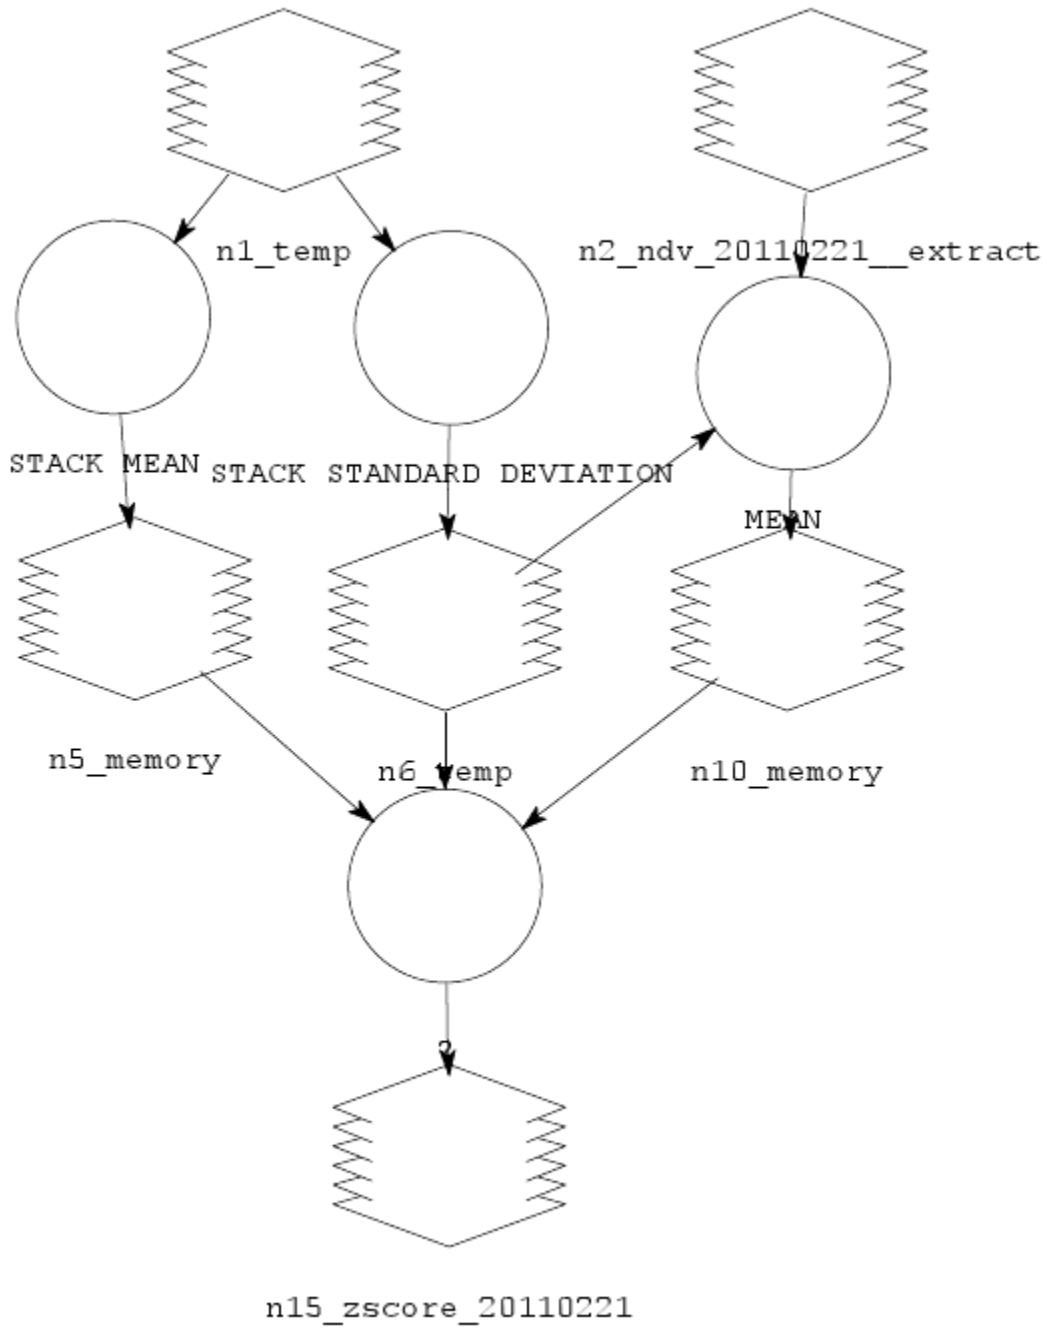 n1_temp
n2_ndv_20110221__extract
STACK MEAN
STACK STANDARD DEVIATION
MEAN
n5_memory
n6_temp
n10_memory
?
n15_zscore_20110221